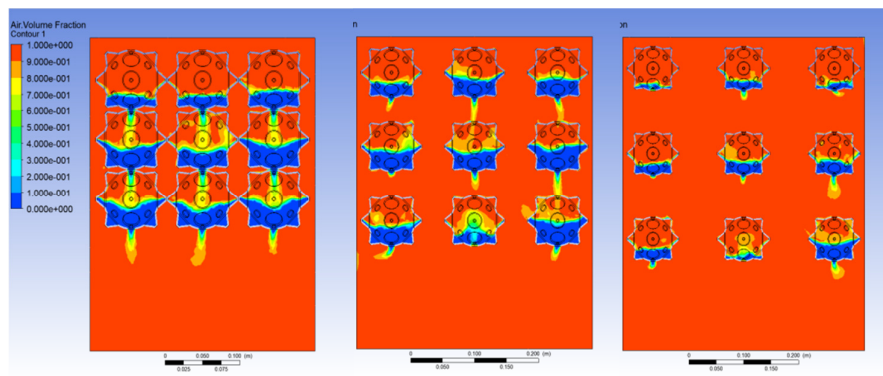 Air.Volume Fraction
Contour 1
1.000e+000
9.000e-001
8.000e-001
7.000e-001
6.000e-001
5.000e-001
4.000e-001
3.000e-001
2.000e-001
1.000e-001
0.000e+000
n
on
0 0.050 0.100 (m)
0.025 0.075
0 0.100 0.200 (m)
0.050 0.150
0 0.100 0.200 (m)
0.050 0.150